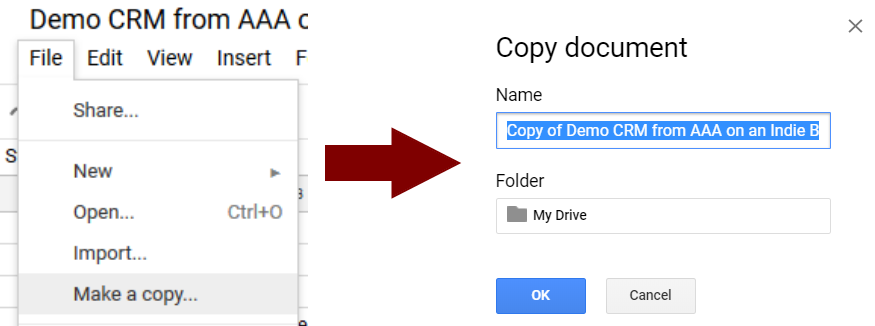 Demo CRM from AAA
File Edit View Insert F
Share...
New
Open... Ctrl+O
Import...
Make a copy...
Copy document
Name
Copy of Demo CRM from AAA on an Indie B
Folder
My Drive
OK Cancel